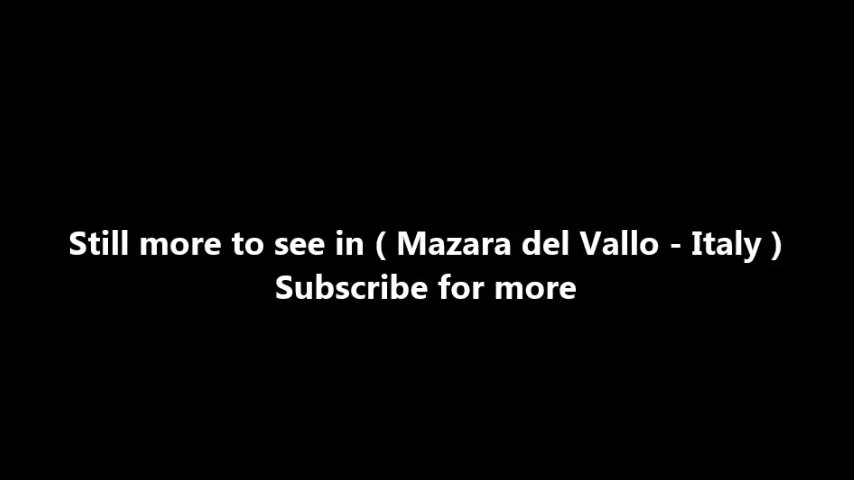 Still more to see in ( Mazara del Vallo - Italy )
Subscribe for more